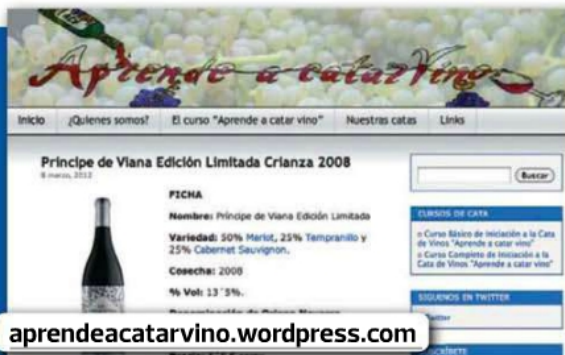 Aprende a catar Vino
Inicio ¿Quienes somos? El curso "Aprende a catar vino" Nuestras catas Links
Principe de Viana Edición Limitada Crianza 2008
8 marzo, 2012
FICHA
Nombre: Principe de Viana Edición Limitada
Variedad: 50% Merlot, 25% Tempranillo y
25% Cabernet Sauvignon.
Cosecha: 2008
% Vol: 13´5%.
Buscar
CURSOS DE CATA
Curso Básico de Iniciación a la Cata
de Vinos "Aprende a catar vino"
Curso Completo de Iniciación a la
Cata de Vinos "Aprende a catar vino"
SIGUENOS EN TWITTER
Twitter
aprendeacatarvino.wordpress.com